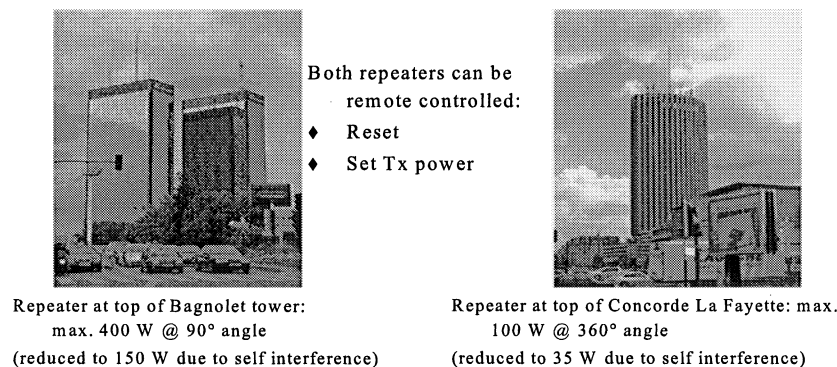 Both repeaters can be
remote controlled:
♦ Reset
♦ Set Tx power
Repeater at top of Bagnolet tower:
max. 400 W @ 90° angle
(reduced to 150 W due to self interference)
Repeater at top of Concorde La Fayette: max.
100 W @ 360° angle
(reduced to 35 W due to self interference)